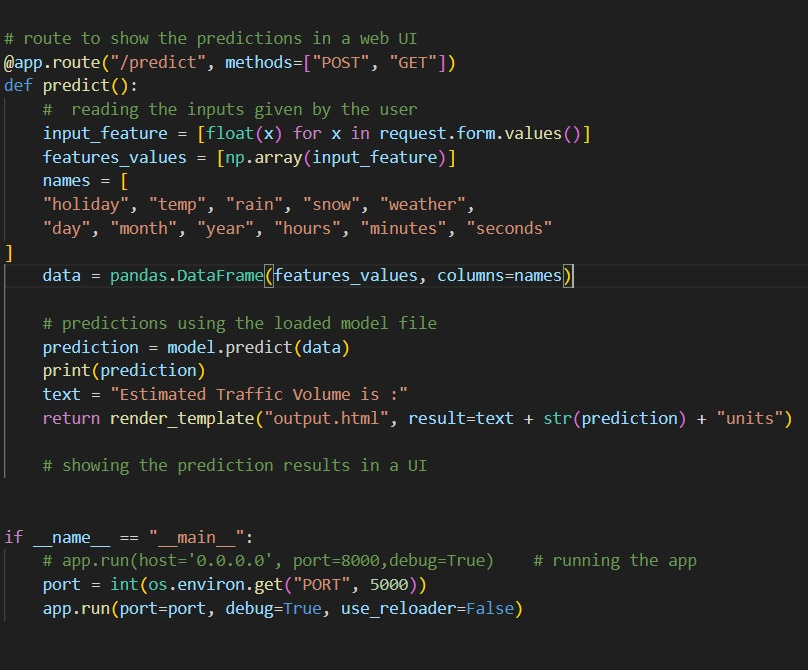 # route to show the predictions in a web UI
@app.route("/predict", methods=["POST", "GET"])
def predict():
    #  reading the inputs given by the user
    input_feature = [float(x) for x in request.form.values()]
    features_values = [np.array(input_feature)]
    names = [
    "holiday", "temp", "rain", "snow", "weather",
    "day", "month", "year", "hours", "minutes", "seconds"
]
    data = pandas.DataFrame(features_values, columns=names)

    # predictions using the loaded model file
    prediction = model.predict(data)
    print(prediction)
    text = "Estimated Traffic Volume is :"
    return render_template("output.html", result=text + str(prediction) + "units")

    # showing the prediction results in a UI


if __name__ == "__main__":
    # app.run(host='0.0.0.0', port=8000,debug=True)    # running the app
    port = int(os.environ.get("PORT", 5000))
    app.run(port=port, debug=True, use_reloader=False)